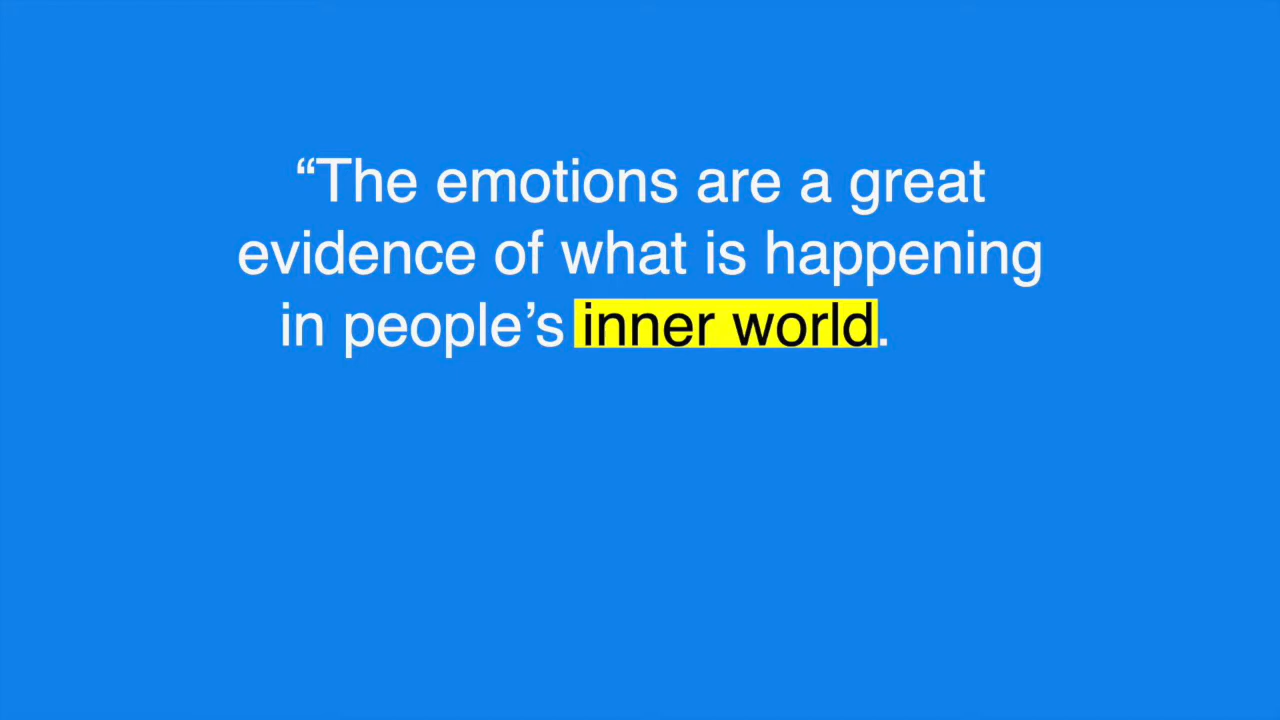 “The emotions are a great
evidence of what is happening
in people’s inner world.